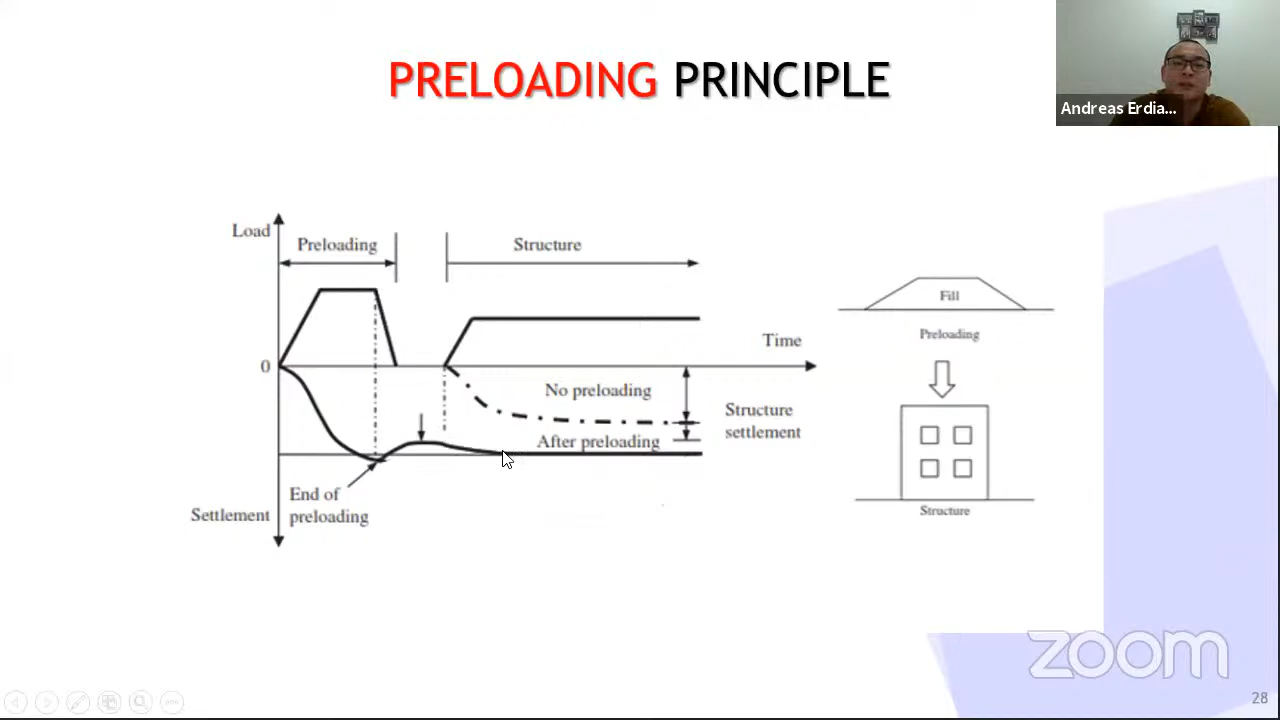 PRELOADING PRINCIPLE
Andreas Erdia...
Load
Preloading
Structure
Fill
Time
Preloading
0
No preloading
Structure
settlement
After preloading
End of
preloading
Settlement
Structure
zoom
28